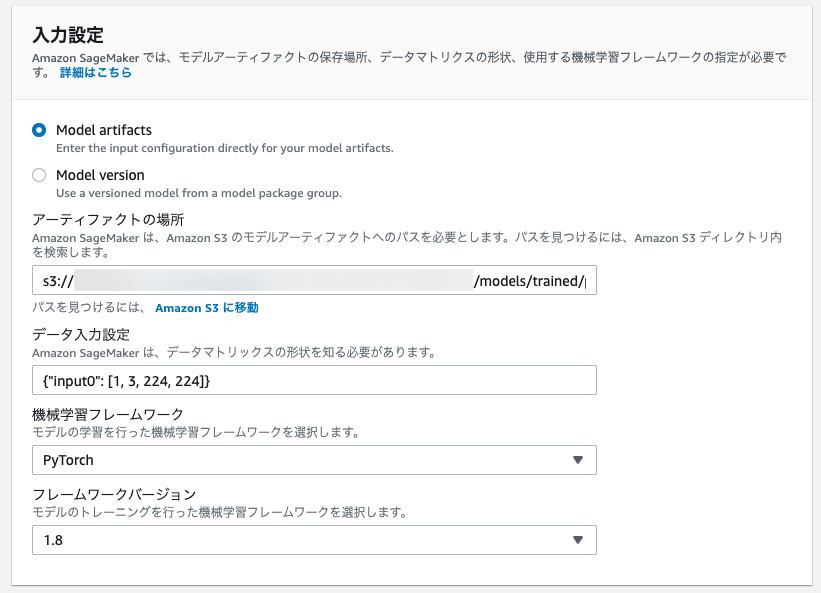 入力設定
Amazon SageMaker では、モデルアーティファクトの保存場所、データマトリクスの形状、使用する機械学習フレームワークの指定が必要で
す。 詳細はこちら
Model artifacts
Enter the input configuration directly for your model artifacts.
Model version
Use a versioned model from a model package group.
アーティファクトの場所
Amazon SageMaker は、Amazon S3 のモデルアーティファクトへのパスを必要とします。パスを見つけるには、Amazon S3 ディレクトリ内
を検索します。
s3:// /models/trained/
パスを見つけるには、 Amazon S3 に移動
データ入力設定
Amazon SageMaker は、データマトリックスの形状を知る必要があります。
{"input0": [1, 3, 224, 224]}
機械学習フレームワーク
モデルの学習を行った機械学習フレームワークを選択します。
PyTorch
フレームワークバージョン
モデルのトレーニングを行った機械学習フレームワークを選択します。
1.8